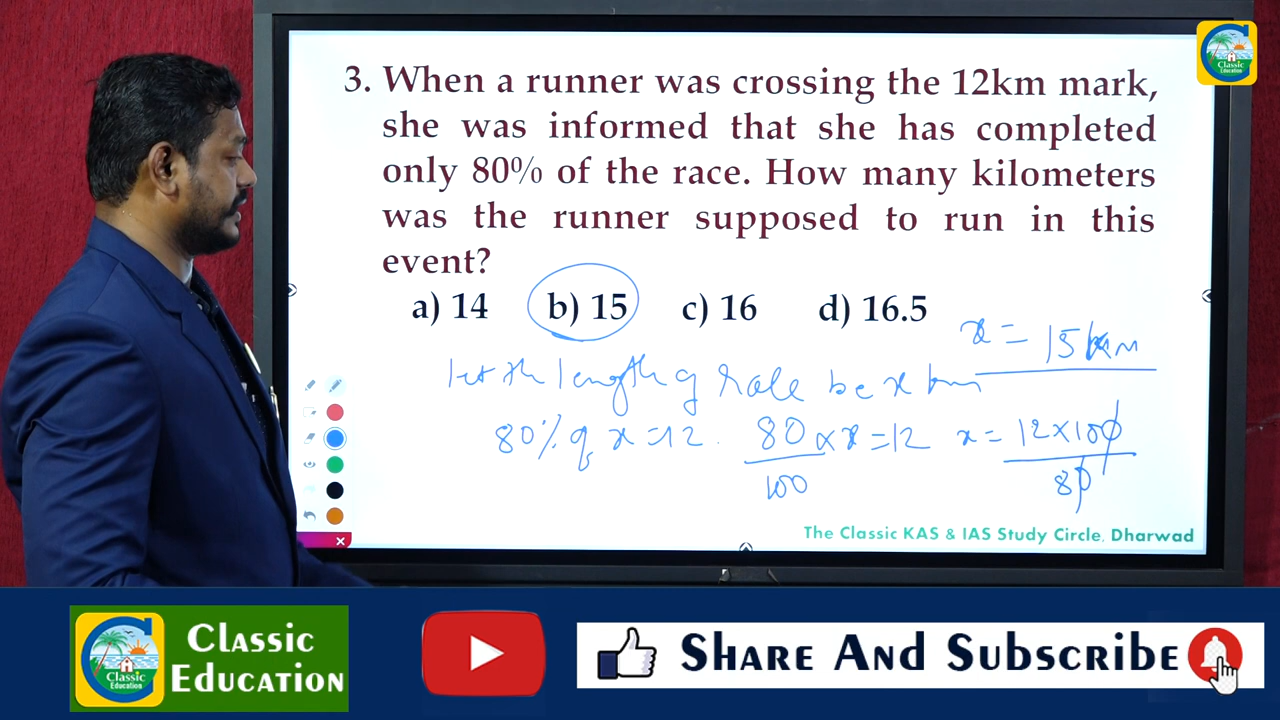 3. When a runner was crossing the 12km mark,
she was informed that she has completed
only 80% of the race. How many kilometers
was the runner supposed to run in this
event?
a) 14 b) 15 c) 16 d) 16.5
x = 15km
let the length of rale be x km
80% of x = 12. 80/100 × x = 12 x = 12×100/80
The Classic KAS & IAS Study Circle, Dharwad
Classic
Education
Classic
Education
Classic
Education
Share And Subscribe